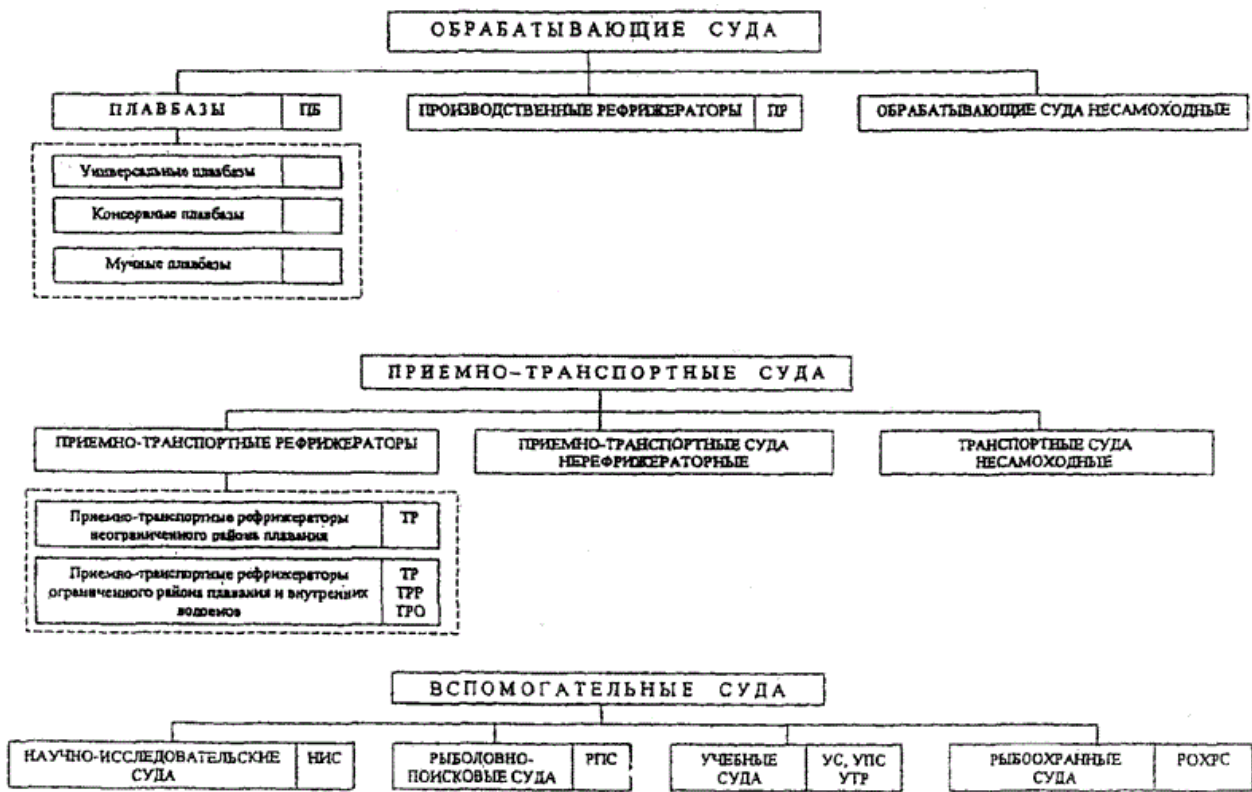 ОБРАБАТЫВАЮЩИЕ СУДА
ПЛАВБАЗЫ ПБ
ПРОИЗВОДСТВЕННЫЕ РЕФРИЖЕРАТОРЫ ПР
ОБРАБАТЫВАЮЩИЕ СУДА НЕСАМОХОДНЫЕ
Универсальные плавбазы
Консервные плавбазы
Мучные плавбазы
ПРИЕМНО-ТРАНСПОРТНЫЕ СУДА
ПРИЕМНО-ТРАНСПОРТНЫЕ РЕФРИЖЕРАТОРЫ
ПРИЕМНО-ТРАНСПОРТНЫЕ СУДА
НЕРЕФРИЖЕРАТОРНЫЕ
ТРАНСПОРТНЫЕ СУДА
НЕСАМОХОДНЫЕ
Приемно-транспортные рефрижераторы ТР
неограниченного района плавания
Приемно-транспортные рефрижераторы ТР
ограниченного района плавания и внутренних ТРР
водоемов ТРО
ВСПОМОГАТЕЛЬНЫЕ СУДА
НАУЧНО-ИССЛЕДОВАТЕЛЬСКИЕ НИС
СУДА
РЫБОЛОВНО- РПС
ПОИСКОВЫЕ СУДА
УЧЕБНЫЕ УС, УПС
СУДА УТР
РЫБООХРАННЫЕ РОХРС
СУДА